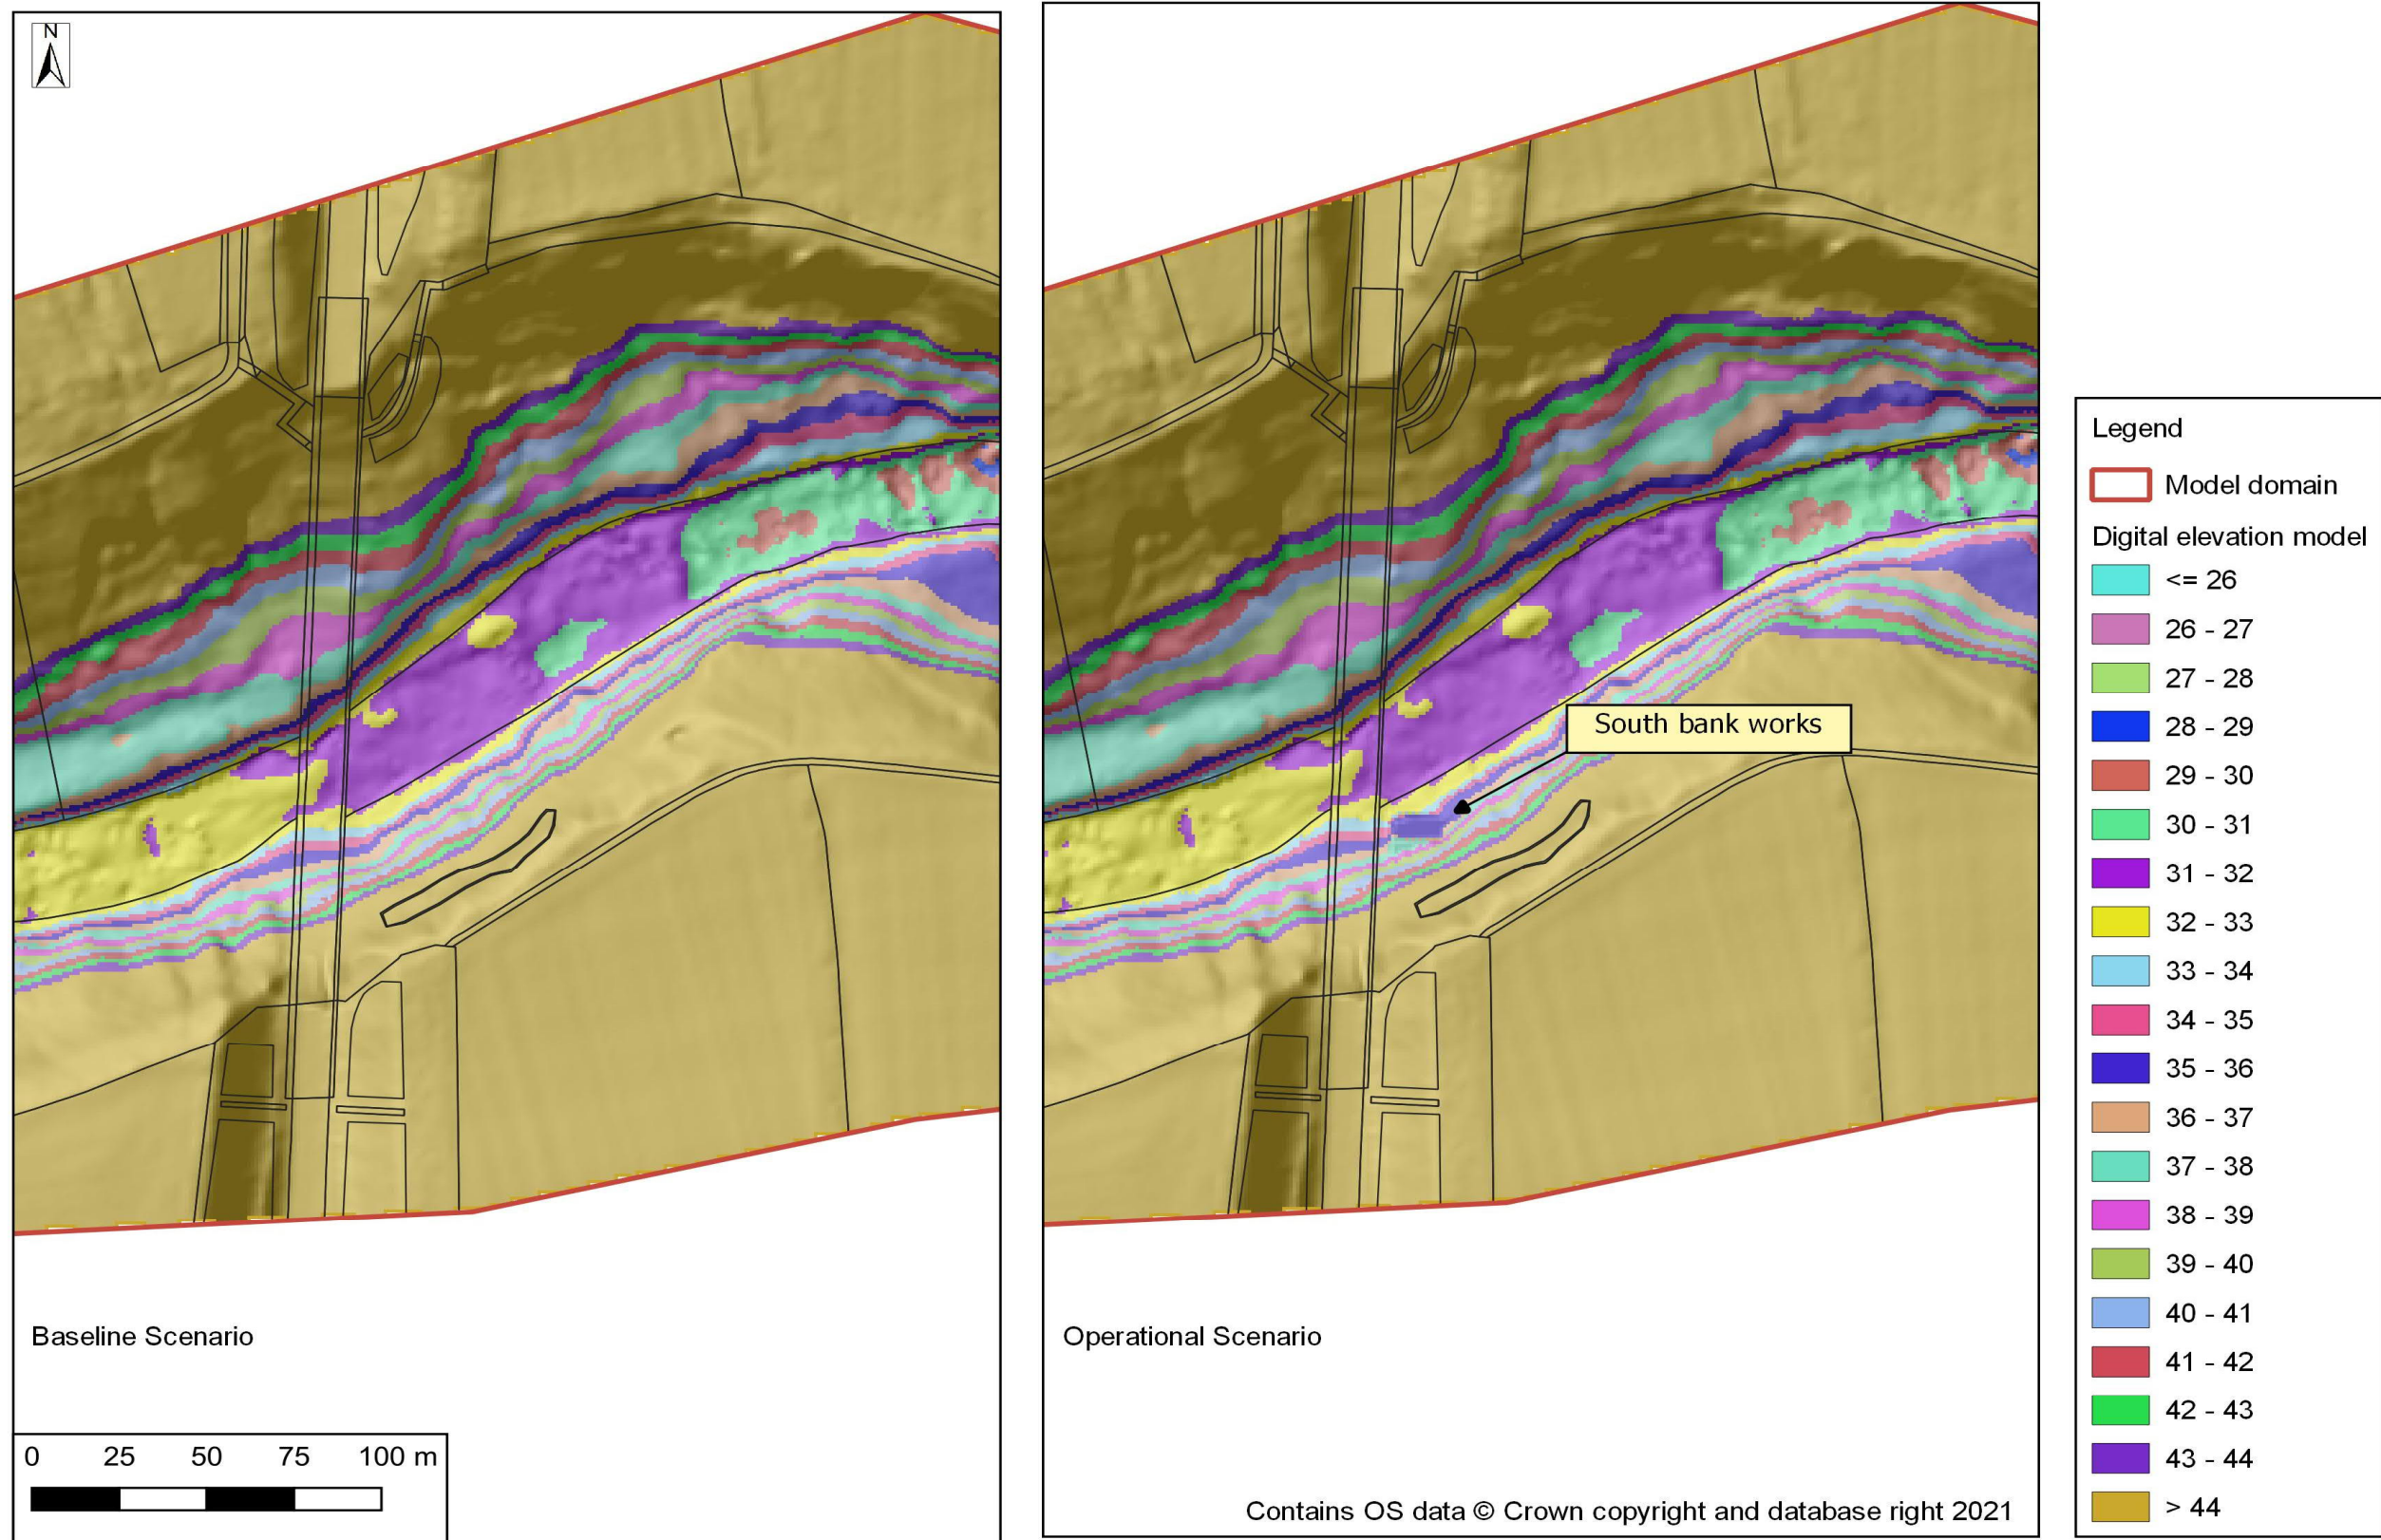 N
South bank works
Baseline Scenario
Operational Scenario
0 25 50 75 100 m
Contains OS data © Crown copyright and database right 2021
Legend
Model domain
Digital elevation model
<= 26
26 - 27
27 - 28
28 - 29
29 - 30
30 - 31
31 - 32
32 - 33
33 - 34
34 - 35
35 - 36
36 - 37
37 - 38
38 - 39
39 - 40
40 - 41
41 - 42
42 - 43
43 - 44
> 44